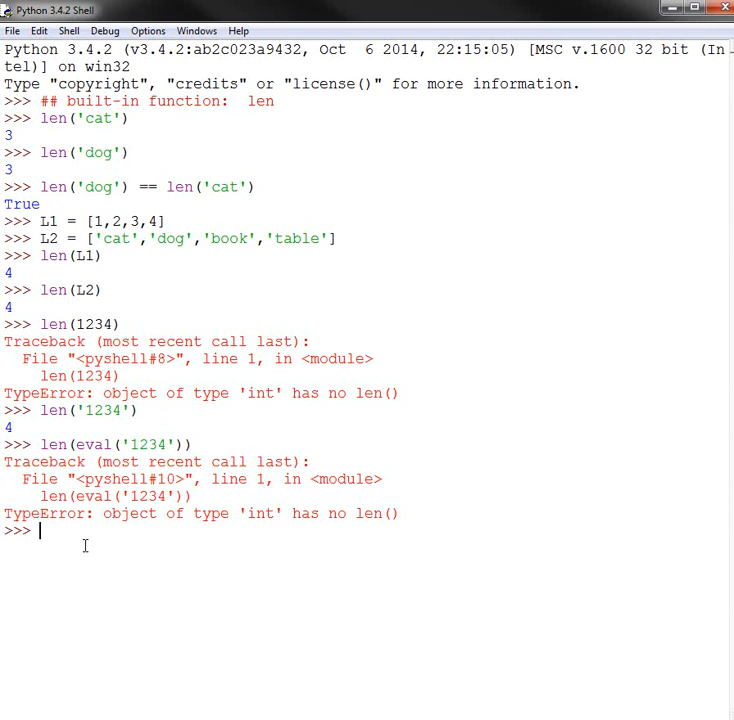 Python 3.4.2 Shell
File Edit Shell Debug Options Windows Help
Python 3.4.2 (v3.4.2:ab2c023a9432, Oct  6 2014, 22:15:05) [MSC v.1600 32 bit (In
tel)] on win32
Type "copyright", "credits" or "license()" for more information.
>>> ## built-in function:  len
>>> len('cat')
3
>>> len('dog')
3
>>> len('dog') == len('cat')
True
>>> L1 = [1,2,3,4]
>>> L2 = ['cat','dog','book','table']
>>> len(L1)
4
>>> len(L2)
4
>>> len(1234)
Traceback (most recent call last):
  File "<pyshell#8>", line 1, in <module>
    len(1234)
TypeError: object of type 'int' has no len()
>>> len('1234')
4
>>> len(eval('1234'))
Traceback (most recent call last):
  File "<pyshell#10>", line 1, in <module>
    len(eval('1234'))
TypeError: object of type 'int' has no len()
>>>